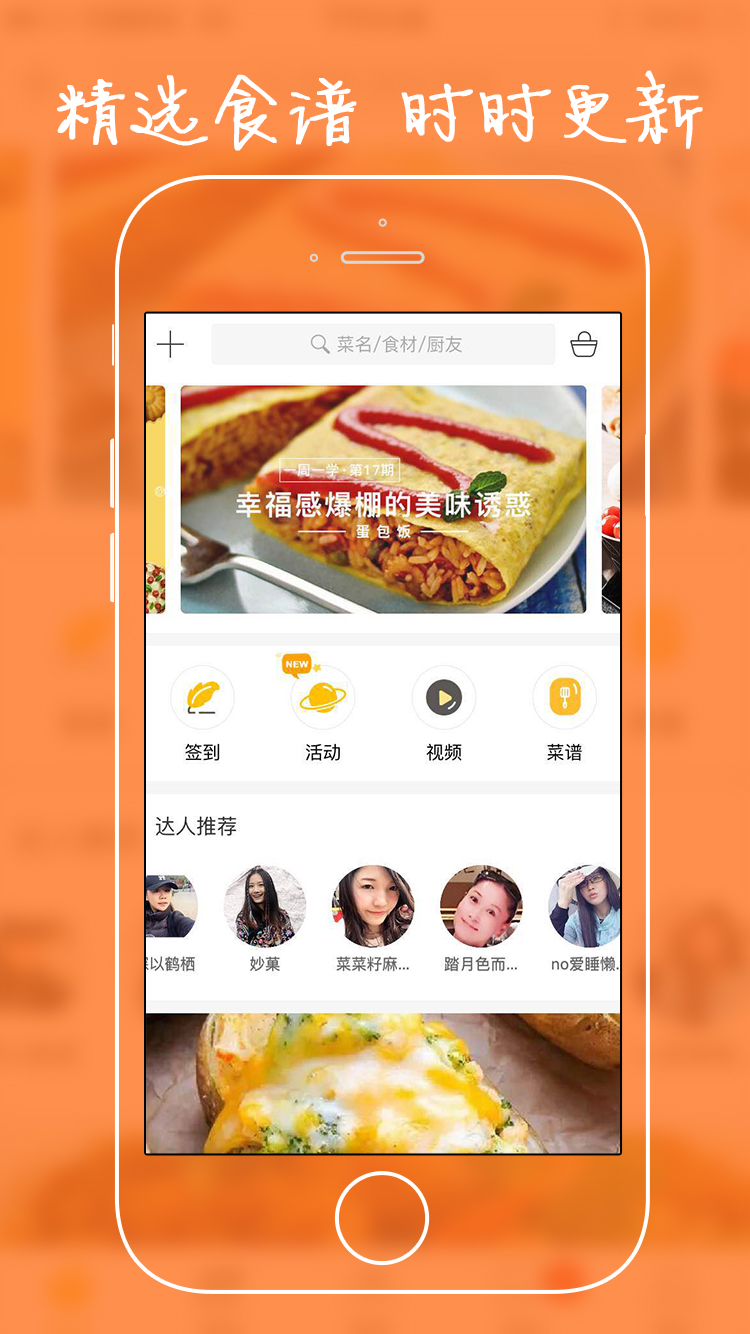 精选食谱 时时更新
菜名/食材/厨友
一周一学·第17期
幸福感爆棚的美味诱惑
蛋包饭
NEW
签到 活动 视频 菜谱
达人推荐
以鹤栖 妙菓 菜菜籽麻... 踏月色而... no爱睡懒..